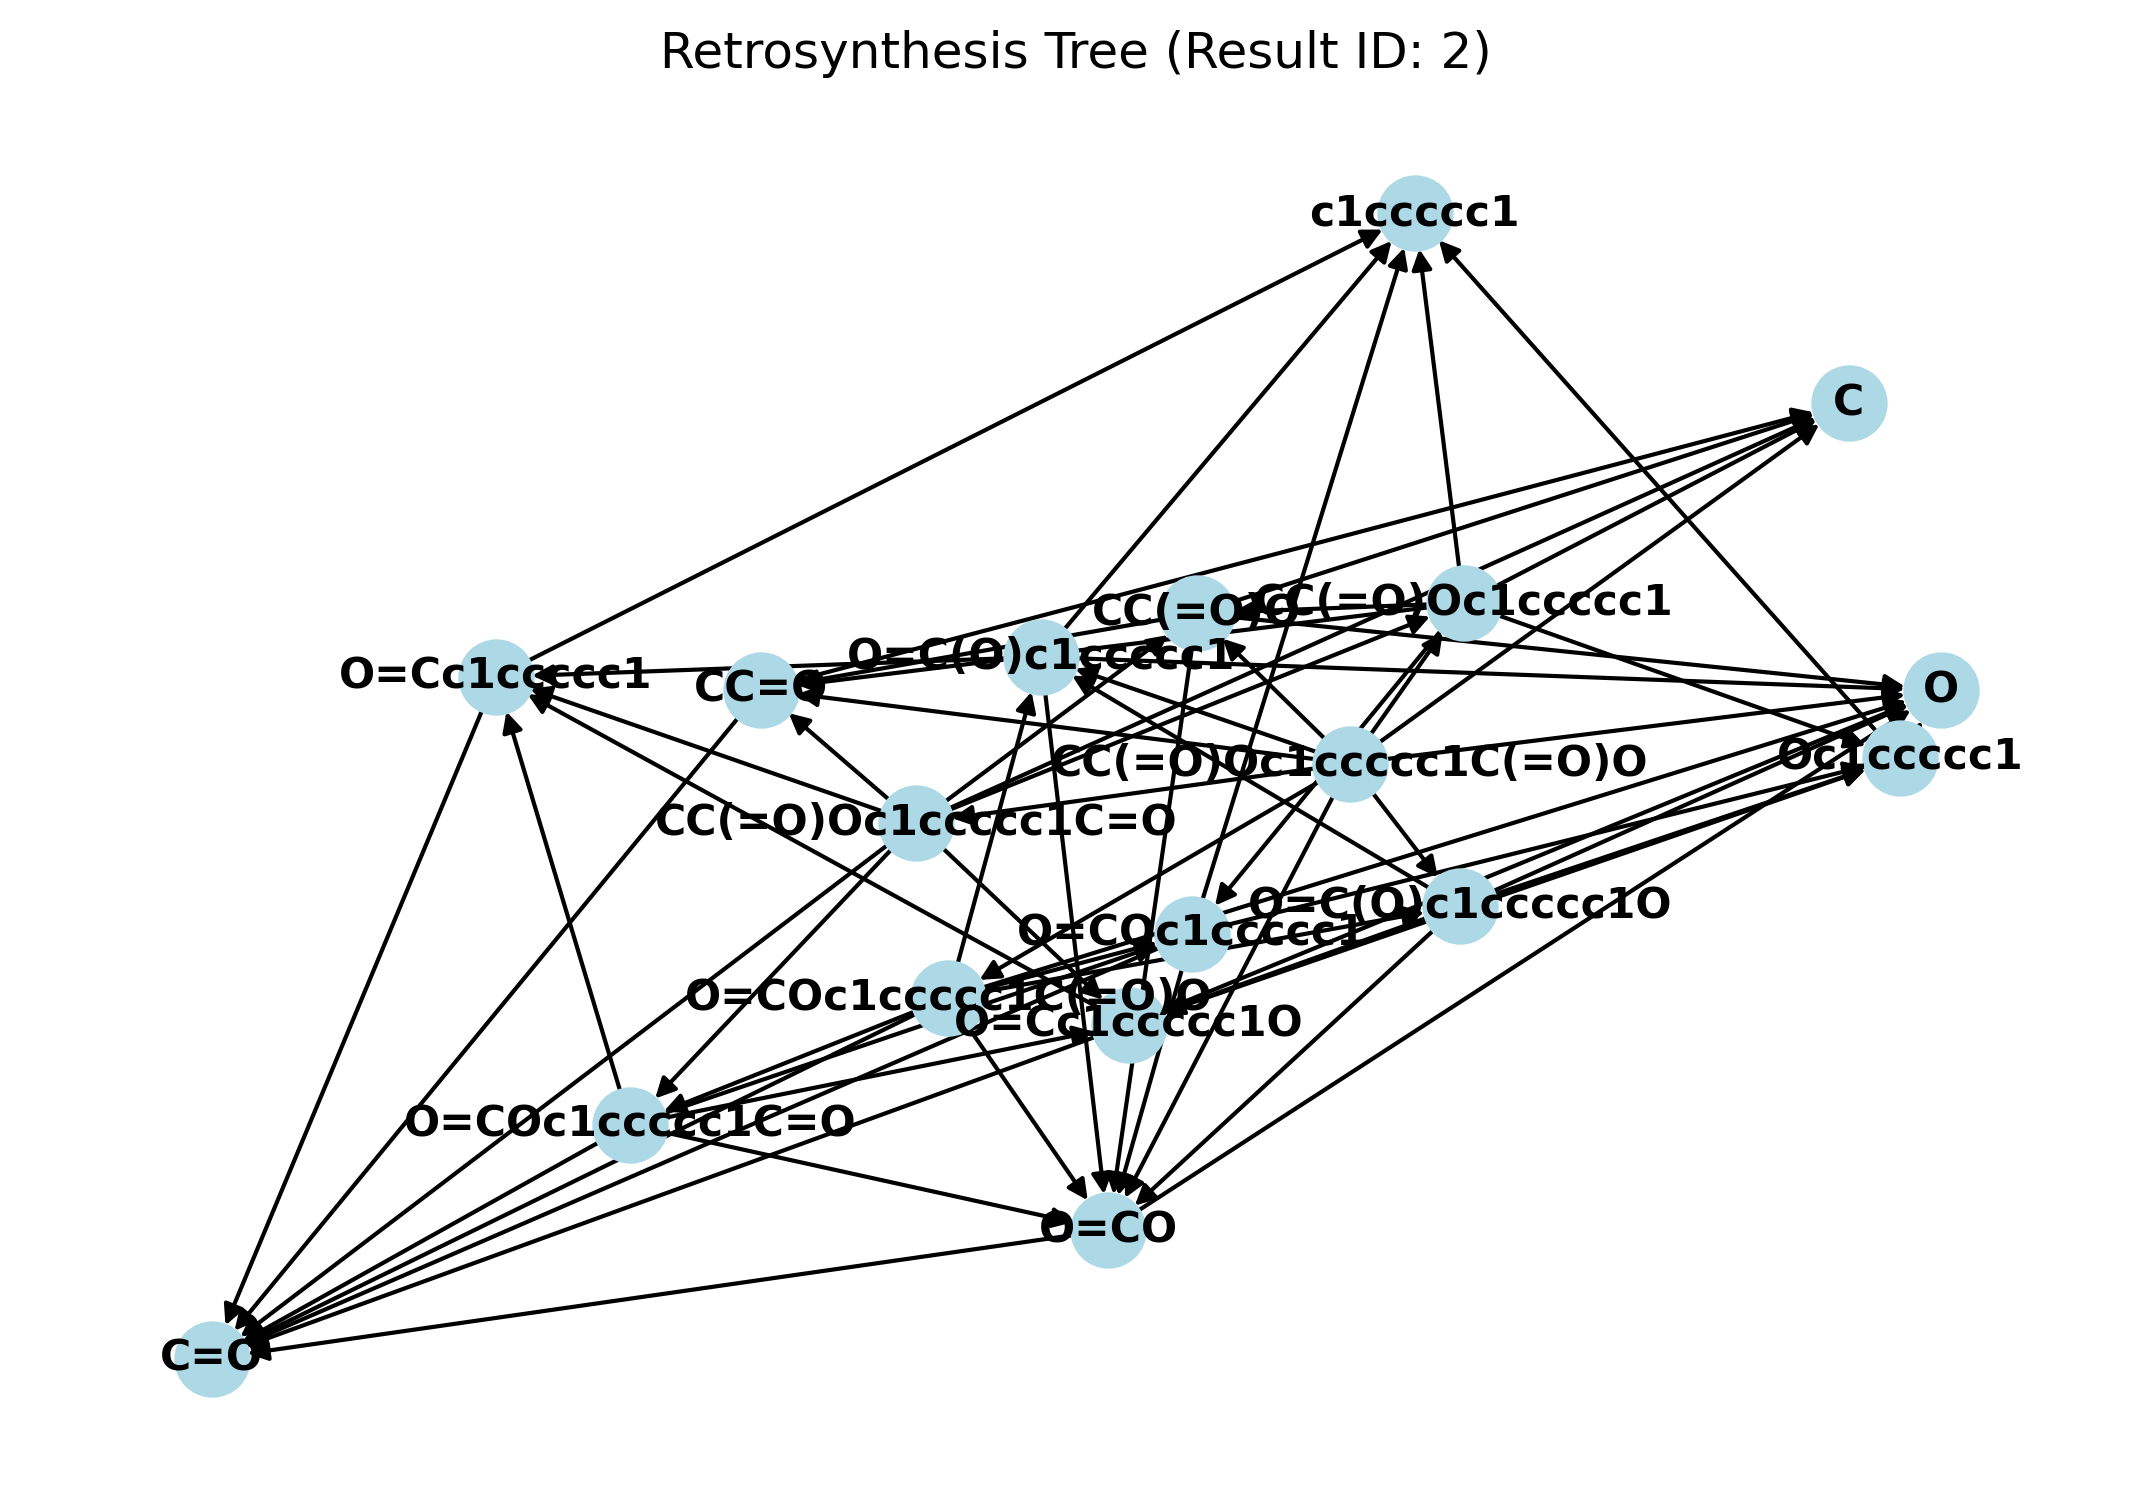 Retrosynthesis Tree (Result ID: 2)
c1ccccc1
C
CC(=O)O
CC(=O)Oc1ccccc1
O=C(O)c1ccccc1
O=Cc1ccccc1
CC=O
O
Oc1ccccc1
CC(=O)Oc1ccccc1C(=O)O
CC(=O)Oc1ccccc1C=O
O=C(O)c1ccccc1O
O=COc1ccccc1
O=COc1ccccc1C(=O)O
O=Cc1ccccc1O
O=COc1ccccc1C=O
O=CO
C=O